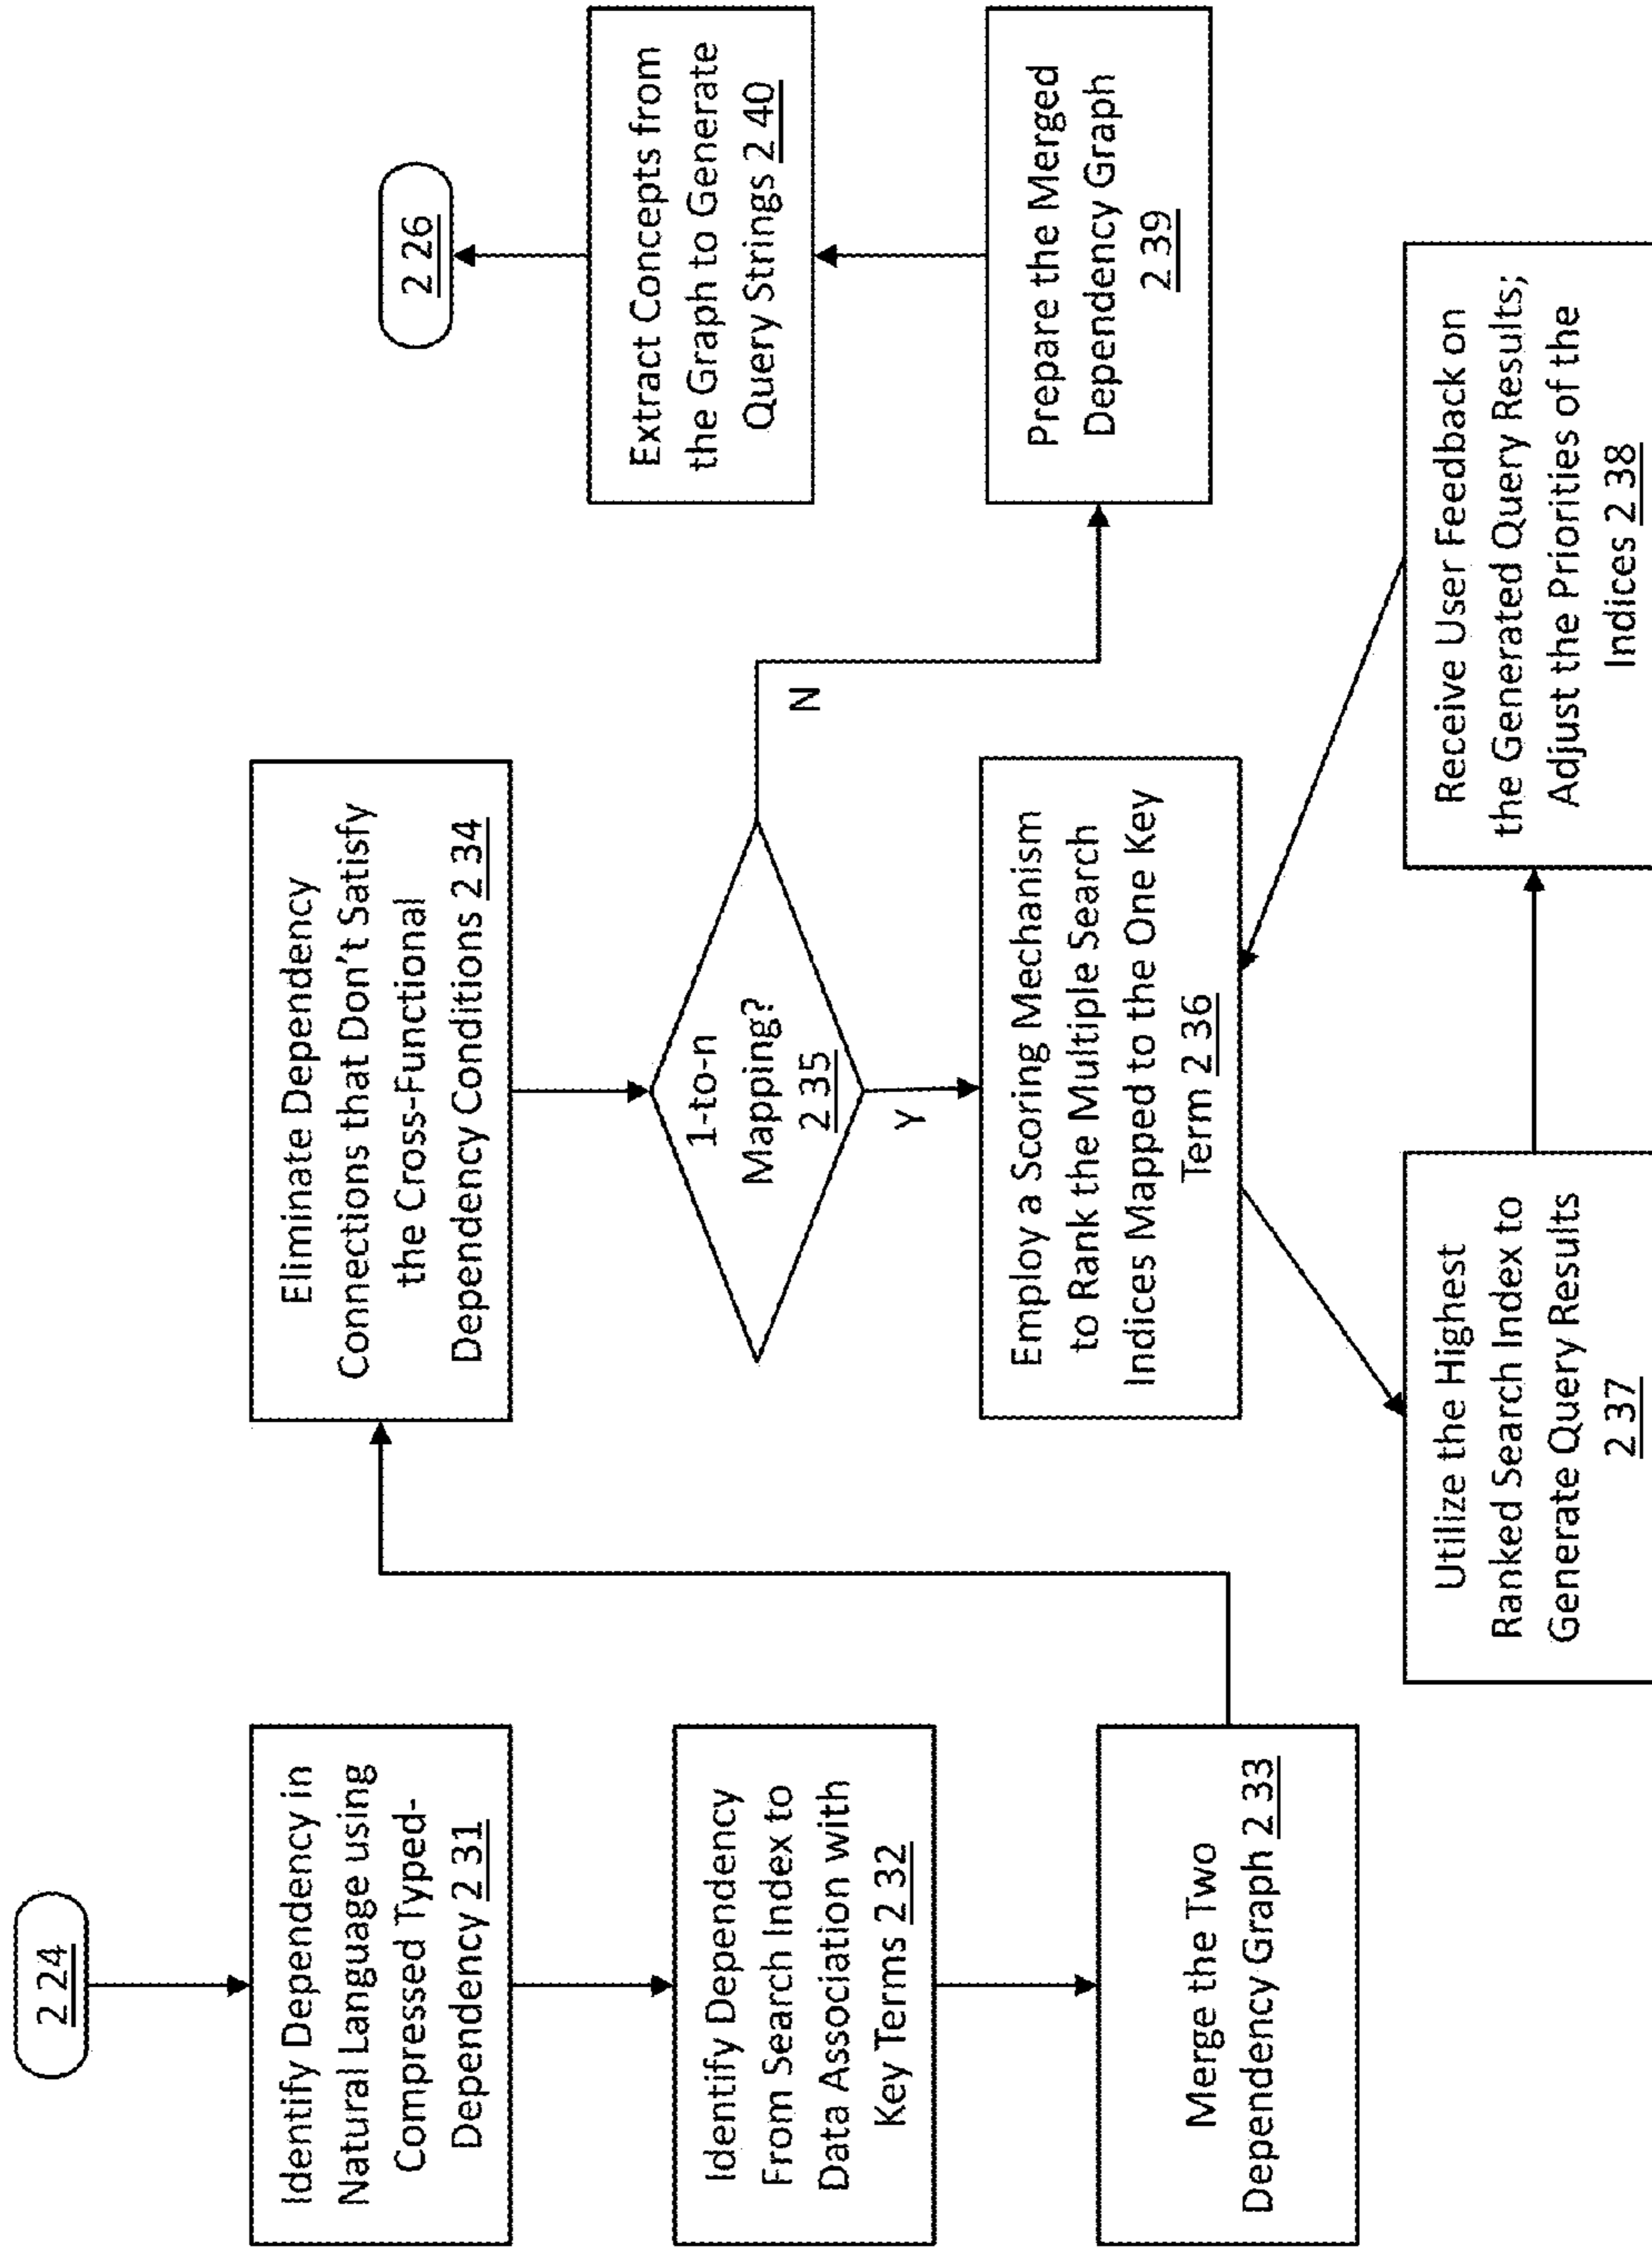 2 24
Identify Dependency in
Natural Language using
Compressed Typed-
Dependency 2 31
Identify Dependency
From Search Index to
Data Association with
Key Terms 2 32
Merge the Two
Dependency Graph 2 33
Eliminate Dependency
Connections that Don't Satisfy
the Cross-Functional
Dependency Conditions 2 34
1-to-n
Mapping?
2 35
Y
N
Employ a Scoring Mechanism
to Rank the Multiple Search
Indices Mapped to the One Key
Term 2 36
Utilize the Highest
Ranked Search Index to
Generate Query Results
2 37
Receive User Feedback on
the Generated Query Results;
Adjust the Priorities of the
Indices 2 38
Prepare the Merged
Dependency Graph
2 39
Extract Concepts from
the Graph to Generate
Query Strings 2 40
2 26